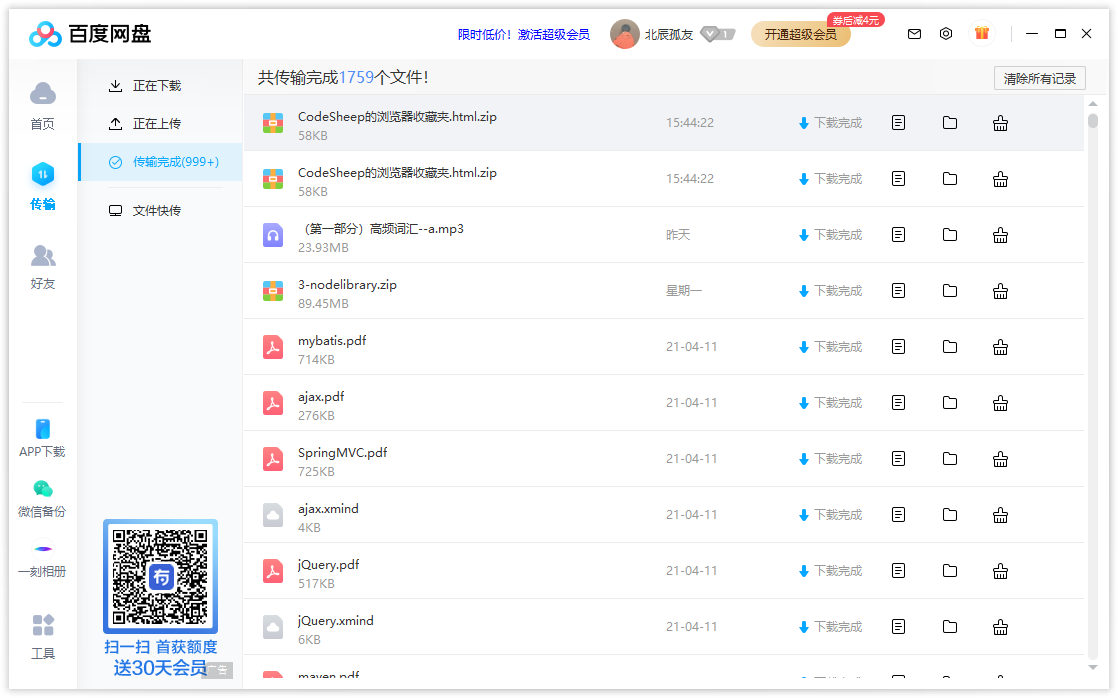 百度网盘
限时低价！激活超级会员
北辰孤友
V 1
开通超级会员
券后减4元
首页
传输
好友
APP下载
微信备份
一刻相册
工具
正在下载
正在上传
传输完成(999+)
文件快传
共传输完成1759个文件！
清除所有记录
CodeSheep的浏览器收藏夹.html.zip
58KB
15:44:22
下载完成
CodeSheep的浏览器收藏夹.html.zip
58KB
15:44:22
下载完成
（第一部分）高频词汇--a.mp3
23.93MB
昨天
下载完成
3-nodelibrary.zip
89.45MB
星期一
下载完成
mybatis.pdf
714KB
21-04-11
下载完成
ajax.pdf
276KB
21-04-11
下载完成
SpringMVC.pdf
725KB
21-04-11
下载完成
ajax.xmind
4KB
21-04-11
下载完成
jQuery.pdf
517KB
21-04-11
下载完成
jQuery.xmind
6KB
21-04-11
下载完成
maven.pdf
扫一扫 首获额度
送30天会员
广告